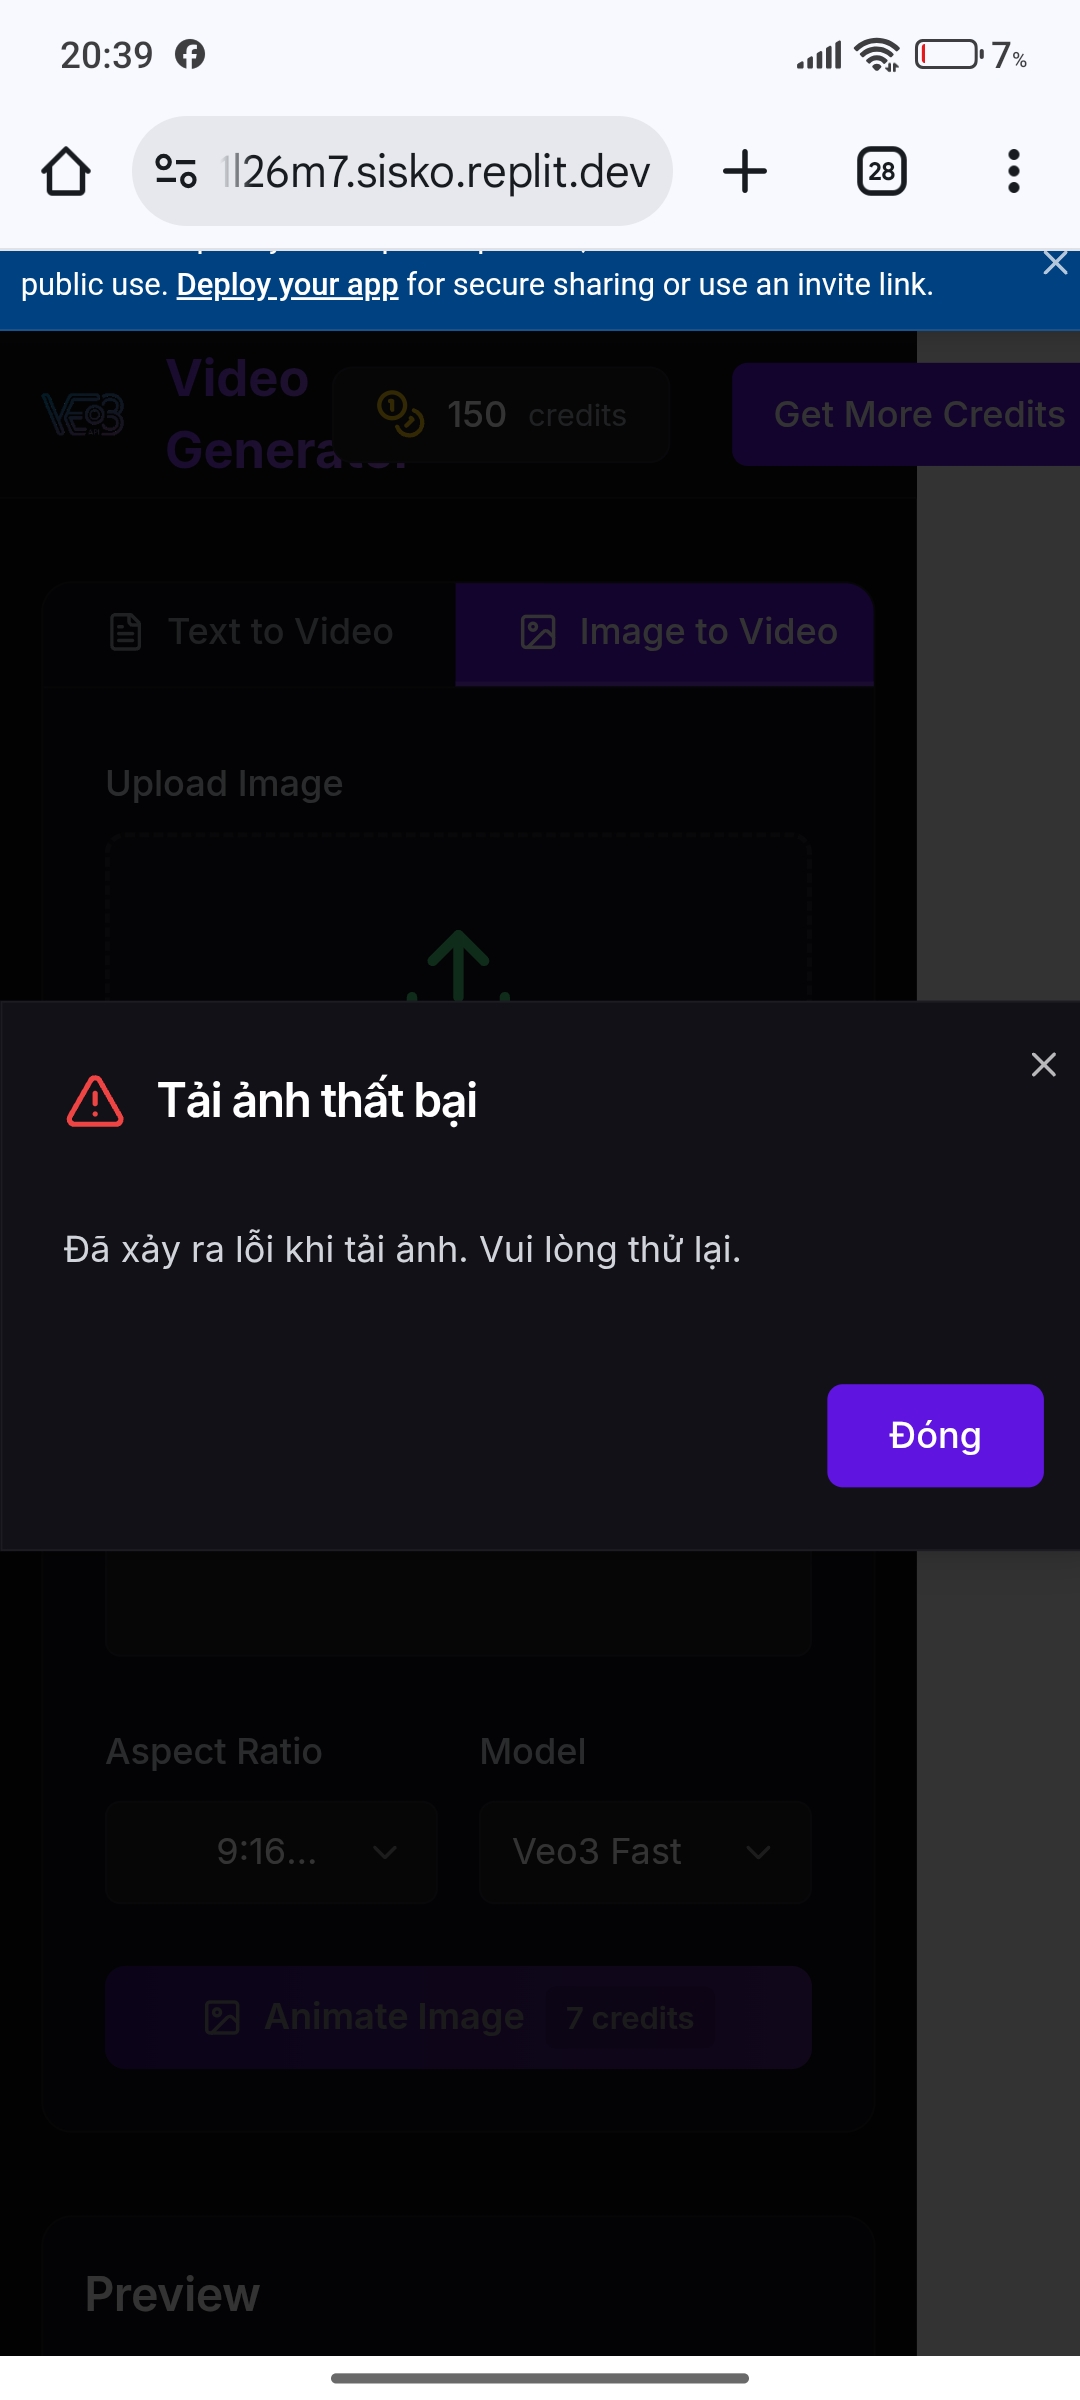 20:39
7%
1l26m7.sisko.replit.dev
28
public use. Deploy your app for secure sharing or use an invite link.
VEO3
Video
Generator
150 credits
Get More Credits
Text to Video
Image to Video
Upload Image
Tải ảnh thất bại
Đã xảy ra lỗi khi tải ảnh. Vui lòng thử lại.
Đóng
Aspect Ratio
Model
9:16...
Veo3 Fast
Animate Image
7 credits
Preview